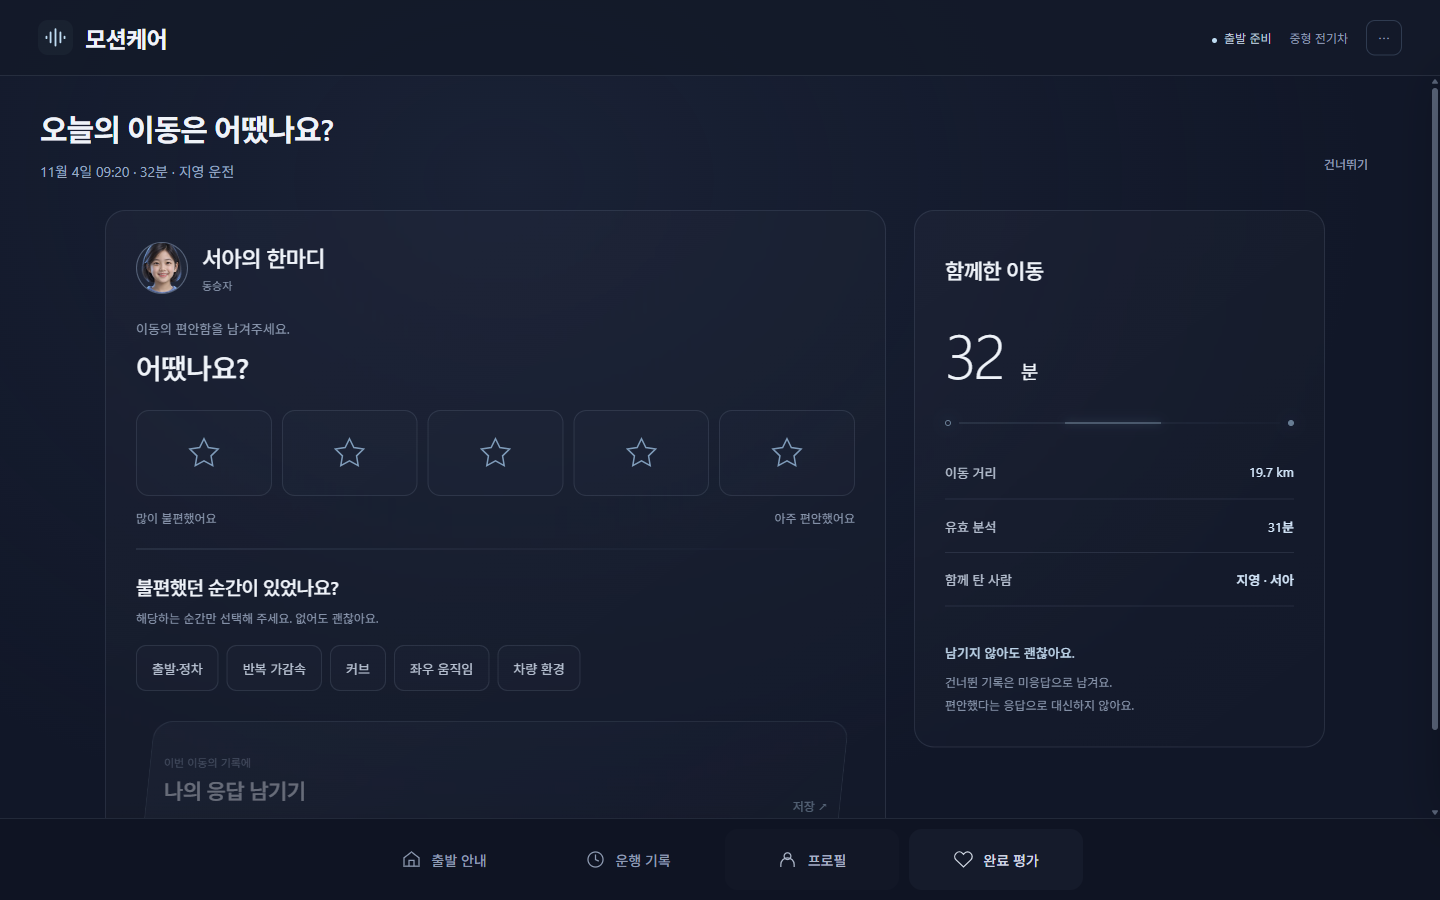 모션케어
출발 준비
중형 전기차
···
오늘의 이동은 어땠나요?
11월 4일 09:20 · 32분 · 지영 운전
건너뛰기
서아의 한마디
동승자
이동의 편안함을 남겨주세요.
어땠나요?
많이 불편했어요
아주 편안했어요
불편했던 순간이 있었나요?
해당하는 순간만 선택해 주세요. 없어도 괜찮아요.
출발·정차
반복 가감속
커브
좌우 움직임
차량 환경
이번 이동의 기록에
나의 응답 남기기
저장 ↗
함께한 이동
32 분
이동 거리 19.7 km
유효 분석 31분
함께 탄 사람 지영 · 서아
남기지 않아도 괜찮아요.
건너뛴 기록은 미응답으로 남겨요.
편안했다는 응답으로 대신하지 않아요.
출발 안내
운행 기록
프로필
완료 평가